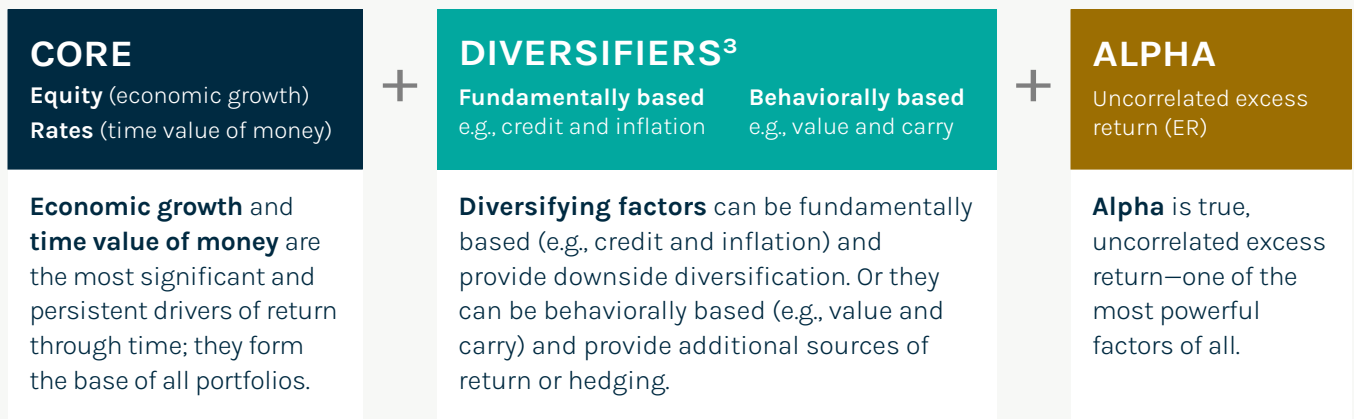 CORE
Equity (economic growth)
Rates (time value of money)
Economic growth and
time value of money are
the most significant and
persistent drivers of return
through time; they form
the base of all portfolios.
+
DIVERSIFIERS³
Fundamentally based
e.g., credit and inflation
Behaviorally based
e.g., value and carry
Diversifying factors can be fundamentally
based (e.g., credit and inflation) and
provide downside diversification. Or they
can be behaviorally based (e.g., value and
carry) and provide additional sources of
return or hedging.
+
ALPHA
Uncorrelated excess
return (ER)
Alpha is true,
uncorrelated excess
return—one of the
most powerful
factors of all.